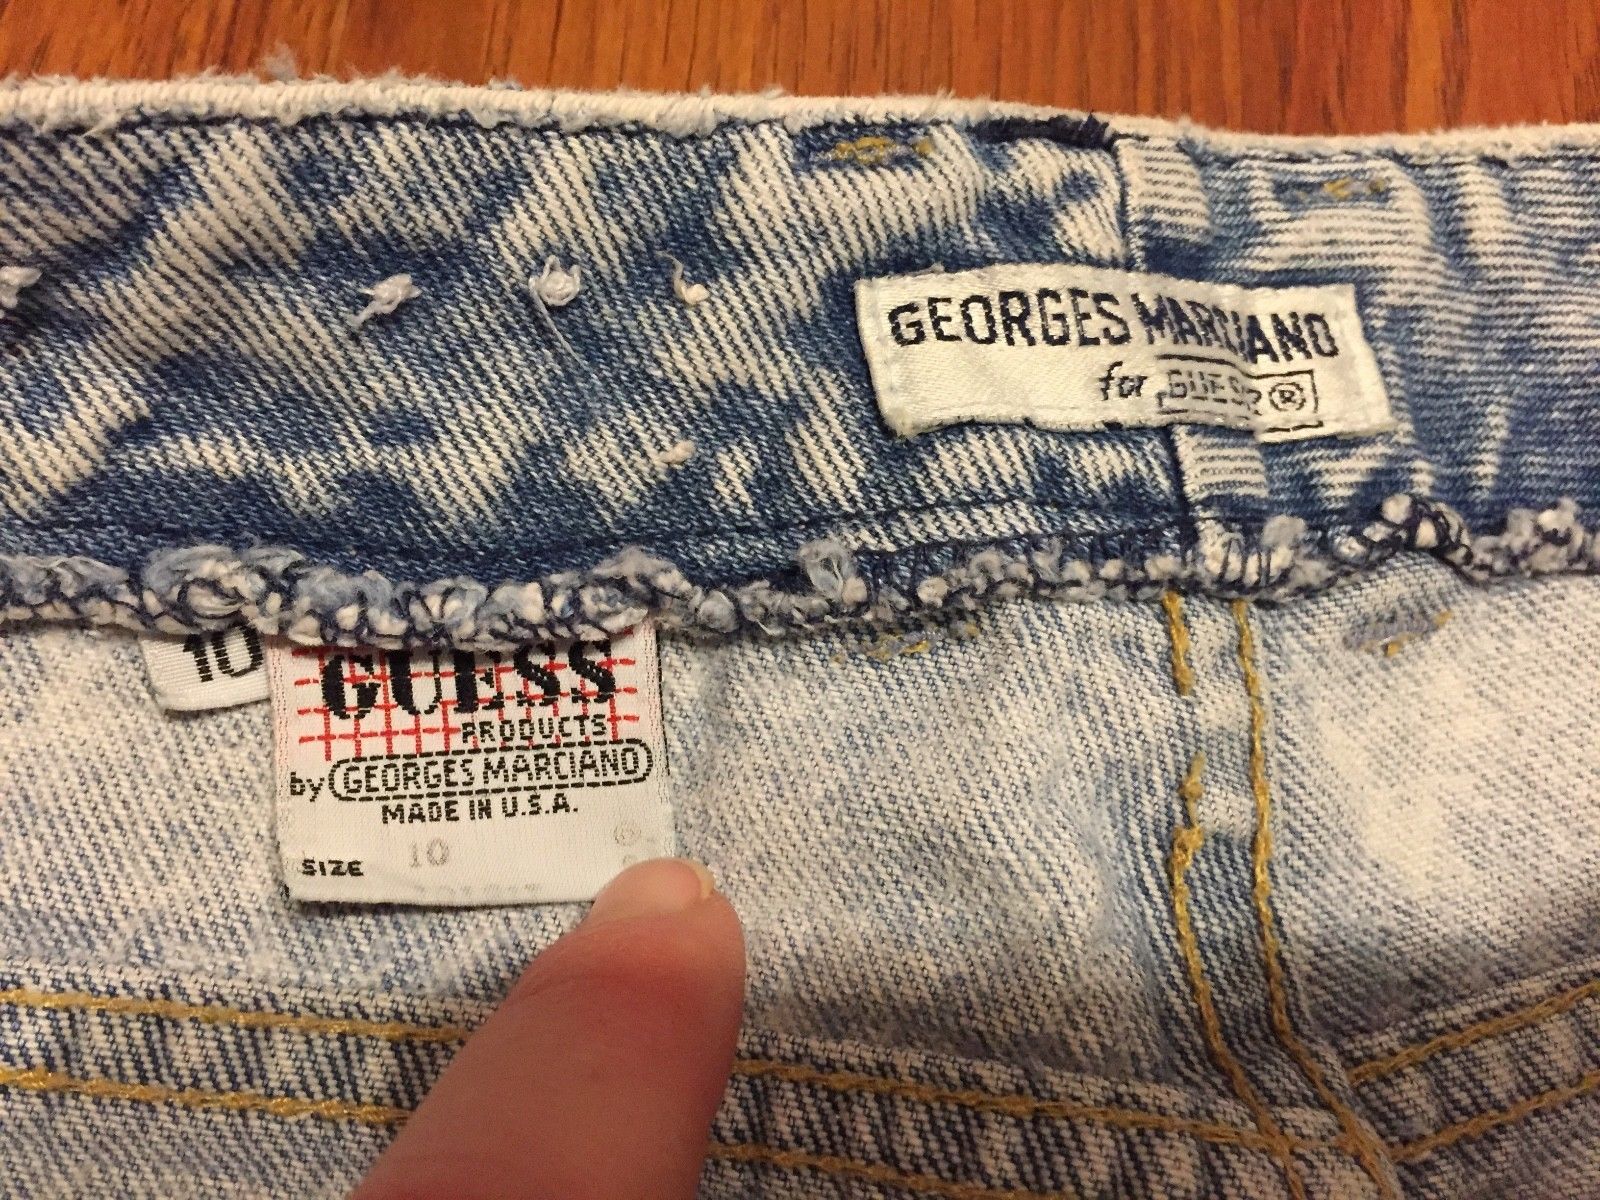 GEORGES MARCIANO
for GUESS ®
10
GUESS
PRODUCTS
by GEORGES MARCIANO
MADE IN U.S.A.
SIZE 10